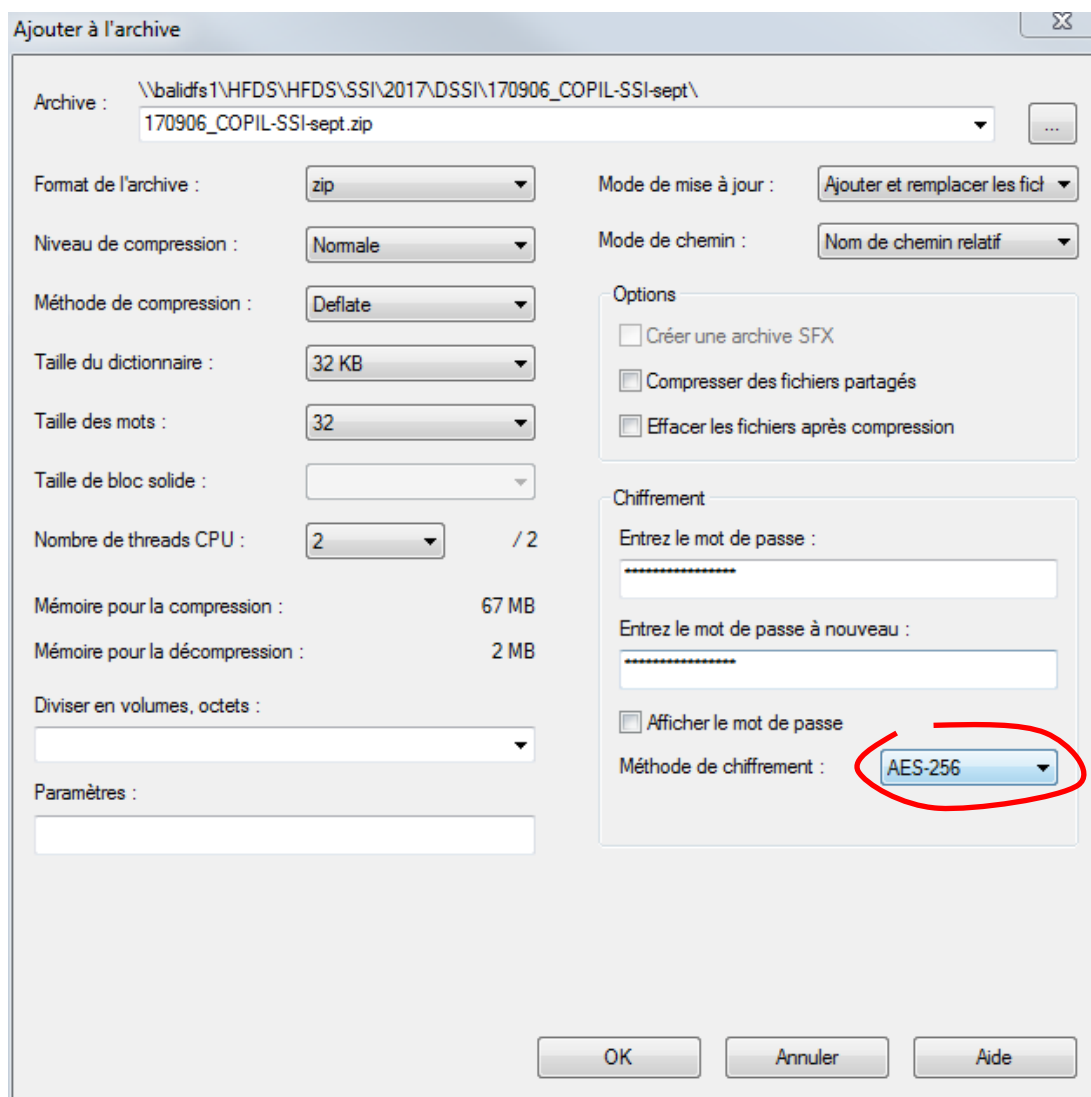 Ajouter à l'archive
Archive :
\\balidfs1\HFDS\HFDS\SSI\2017\DSSI\170906_COPIL-SSI-sept\
170906_COPIL-SSI-sept.zip
...
Format de l'archive :
zip
Niveau de compression :
Normale
Méthode de compression :
Deflate
Taille du dictionnaire :
32 KB
Taille des mots :
32
Taille de bloc solide :
Nombre de threads CPU :
2
/ 2
Mémoire pour la compression :
67 MB
Mémoire pour la décompression :
2 MB
Diviser en volumes, octets :
Paramètres :
Mode de mise à jour :
Ajouter et remplacer les fich
Mode de chemin :
Nom de chemin relatif
Options
Créer une archive SFX
Compresser des fichiers partagés
Effacer les fichiers après compression
Chiffrement
Entrez le mot de passe :
****************
Entrez le mot de passe à nouveau :
****************
Afficher le mot de passe
Méthode de chiffrement :
AES-256
OK
Annuler
Aide